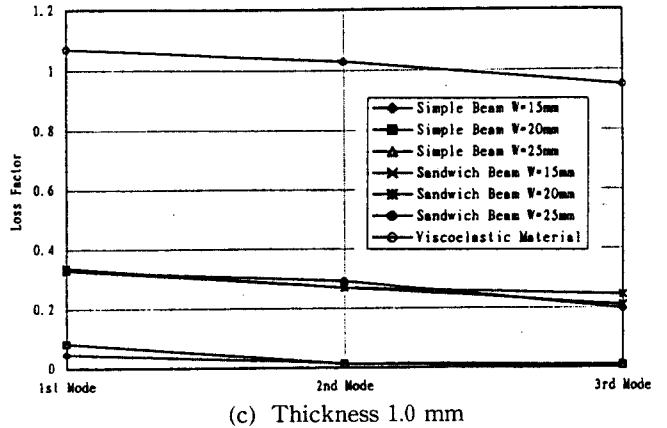 1.2
1
0.8
0.6
0.4
0.2
0
Loss Factor
Simple Beam W=15mm
Simple Beam W=20mm
Simple Beam W=25mm
Sandwich Beam W=15mm
Sandwich Beam W=20mm
Sandwich Beam W=25mm
Viscoelastic Material
1st Mode 2nd Mode 3rd Mode
(c) Thickness 1.0 mm